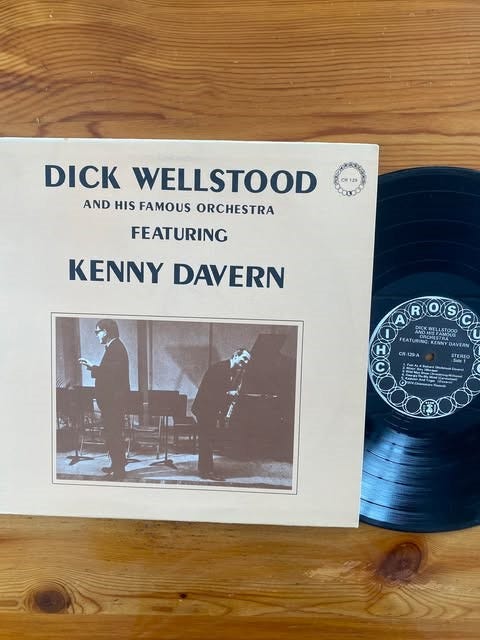 DICK WELLSTOOD
AND HIS FAMOUS ORCHESTRA
FEATURING
KENNY DAVERN
CR 129
CHIAROSCU
DICK WELLSTOOD
AND HIS FAMOUS
ORCHESTRA
FEATURING: KENNY DAVERN
CR-129-A
STEREO
Side 1